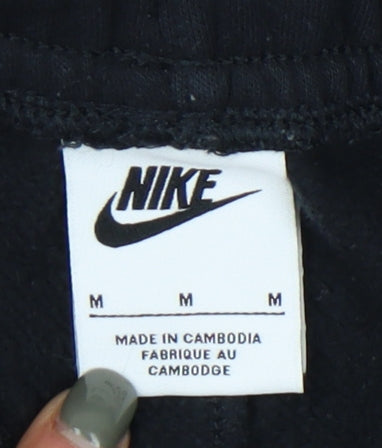 NIKE
M M M
MADE IN CAMBODIA
FABRIQUE AU
CAMBODGE